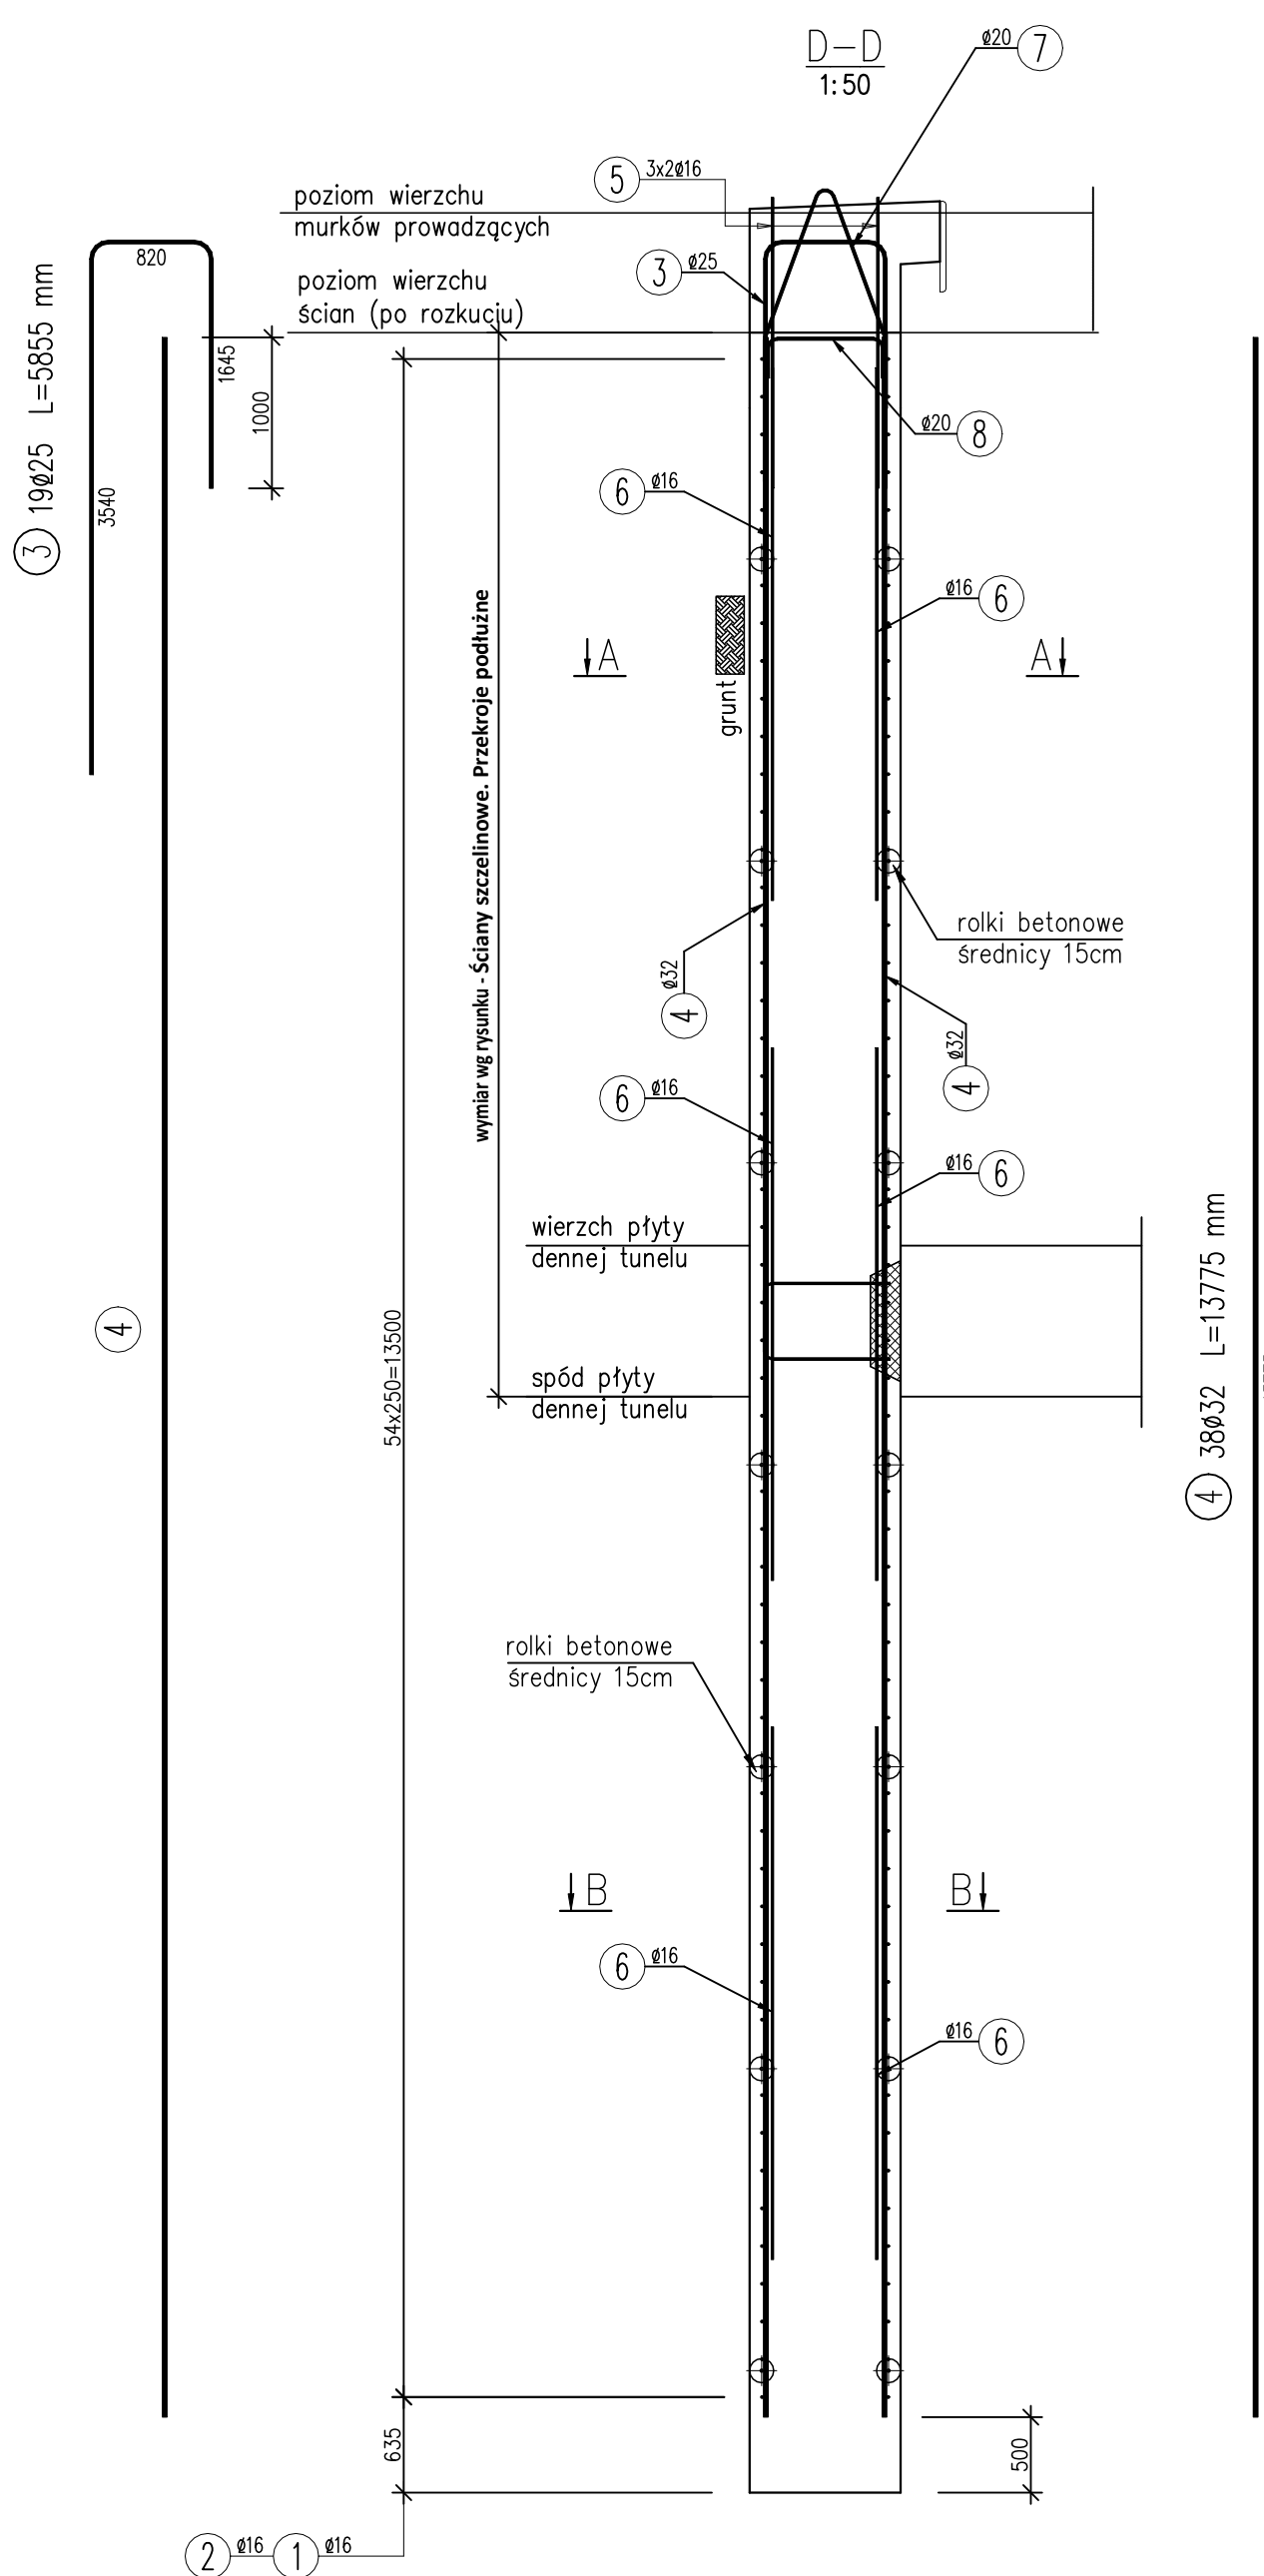 D-D
1:50
ø20 7
5 3x2ø16
poziom wierzchu
murków prowadzących
820
3 ø25
poziom wierzchu
ścian (po rozkuciu)
3 19ø25 L=5855 mm
1645
1000
3540
ø20 8
6 ø16
ø16 6
A
A
grunt
wymiar wg rysunku - Ściany szczelinowe. Przekroje podłużne
rolki betonowe
średnicy 15cm
4 ø32
4 ø32
6 ø16
ø16 6
wierzch płyty
dennej tunelu
4
54x250=13500
4 38ø32 L=13775 mm
spód płyty
dennej tunelu
rolki betonowe
średnicy 15cm
B
B
6 ø16
ø16 6
635
500
2 ø16 1 ø16